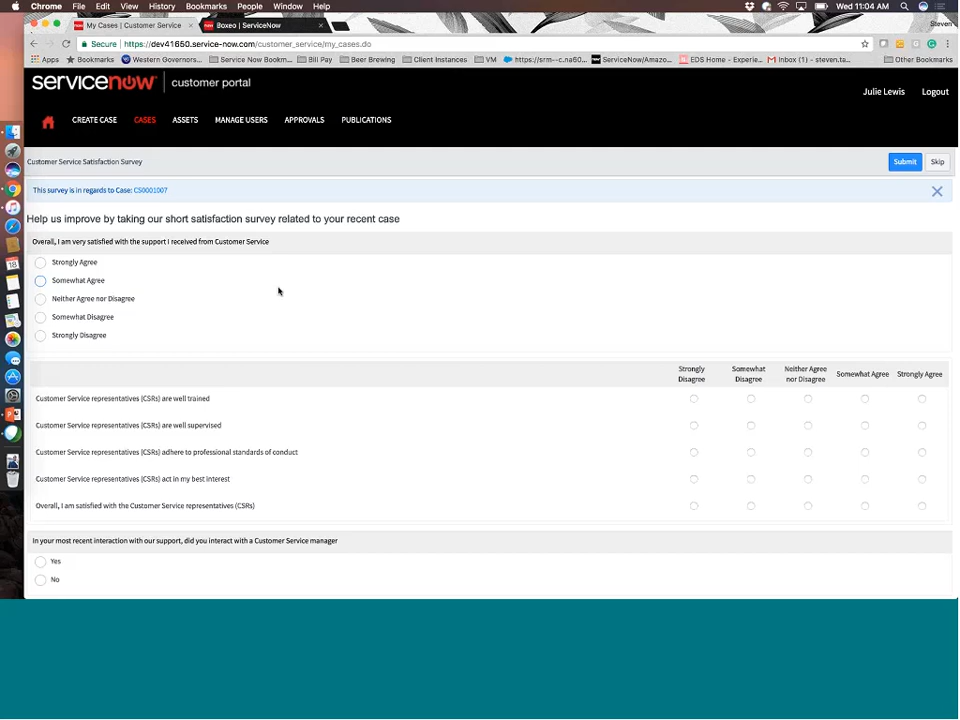 Chrome File Edit View History Bookmarks People Window Help Wed 11:04 AM
My Cases | Customer Service × Boxeo | ServiceNow × Steven
Secure https://dev41650.service-now.com/customer_service/my_cases.do
Apps Bookmarks Western Governors... Service Now Bookm... Bill Pay Beer Brewing Client Instances VM https://srm--c.na60... ServiceNow/Amazo... EDS Home - Experie... Inbox (1) - steven.ta... Other Bookmarks
servicenow customer portal
Julie Lewis Logout
CREATE CASE CASES ASSETS MANAGE USERS APPROVALS PUBLICATIONS
Customer Service Satisfaction Survey Submit Skip
This survey is in regards to Case: CS0001007
Help us improve by taking our short satisfaction survey related to your recent case
Overall, I am very satisfied with the support I received from Customer Service
Strongly Agree
Somewhat Agree
Neither Agree nor Disagree
Somewhat Disagree
Strongly Disagree
Strongly Disagree Somewhat Disagree Neither Agree nor Disagree Somewhat Agree Strongly Agree
Customer Service representatives (CSRs) are well trained
Customer Service representatives (CSRs) are well supervised
Customer Service representatives (CSRs) adhere to professional standards of conduct
Customer Service representatives (CSRs) act in my best interest
Overall, I am satisfied with the Customer Service representatives (CSRs)
In your most recent interaction with our support, did you interact with a Customer Service manager
Yes
No